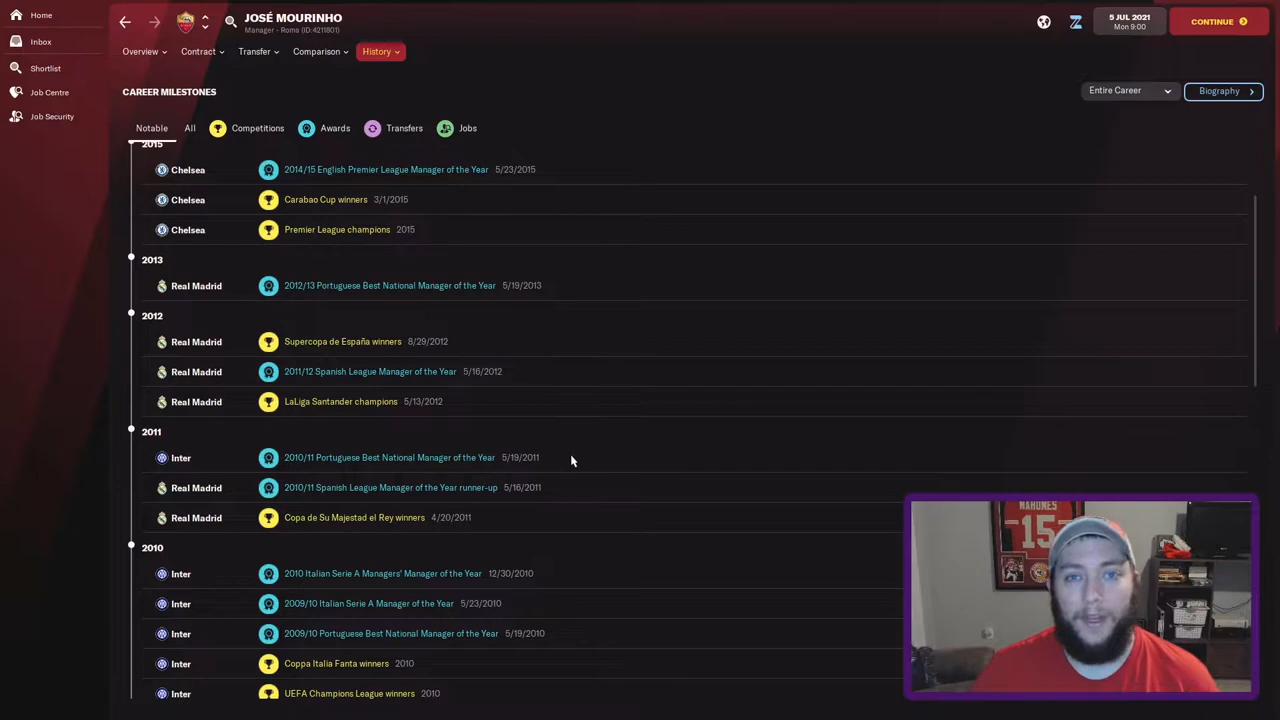 Home
Inbox
Shortlist
Job Centre
Job Security
JOSÉ MOURINHO
Manager - Roma (ID:4211801)
5 JUL 2021
Mon 9:00
CONTINUE
Overview
Contract
Transfer
Comparison
History
CAREER MILESTONES
Entire Career
Biography
Notable
All
Competitions
Awards
Transfers
Jobs
2015
Chelsea 2014/15 English Premier League Manager of the Year 5/23/2015
Chelsea Carabao Cup winners 3/1/2015
Chelsea Premier League champions 2015
2013
Real Madrid 2012/13 Portuguese Best National Manager of the Year 5/19/2013
2012
Real Madrid Supercopa de España winners 8/29/2012
Real Madrid 2011/12 Spanish League Manager of the Year 5/16/2012
Real Madrid LaLiga Santander champions 5/13/2012
2011
Inter 2010/11 Portuguese Best National Manager of the Year 5/19/2011
Real Madrid 2010/11 Spanish League Manager of the Year runner-up 5/16/2011
Real Madrid Copa de Su Majestad el Rey winners 4/20/2011
2010
Inter 2010 Italian Serie A Managers' Manager of the Year 12/30/2010
Inter 2009/10 Italian Serie A Manager of the Year 5/23/2010
Inter 2009/10 Portuguese Best National Manager of the Year 5/19/2010
Inter Coppa Italia Fanta winners 2010
Inter UEFA Champions League winners 2010
MAHOMES
15